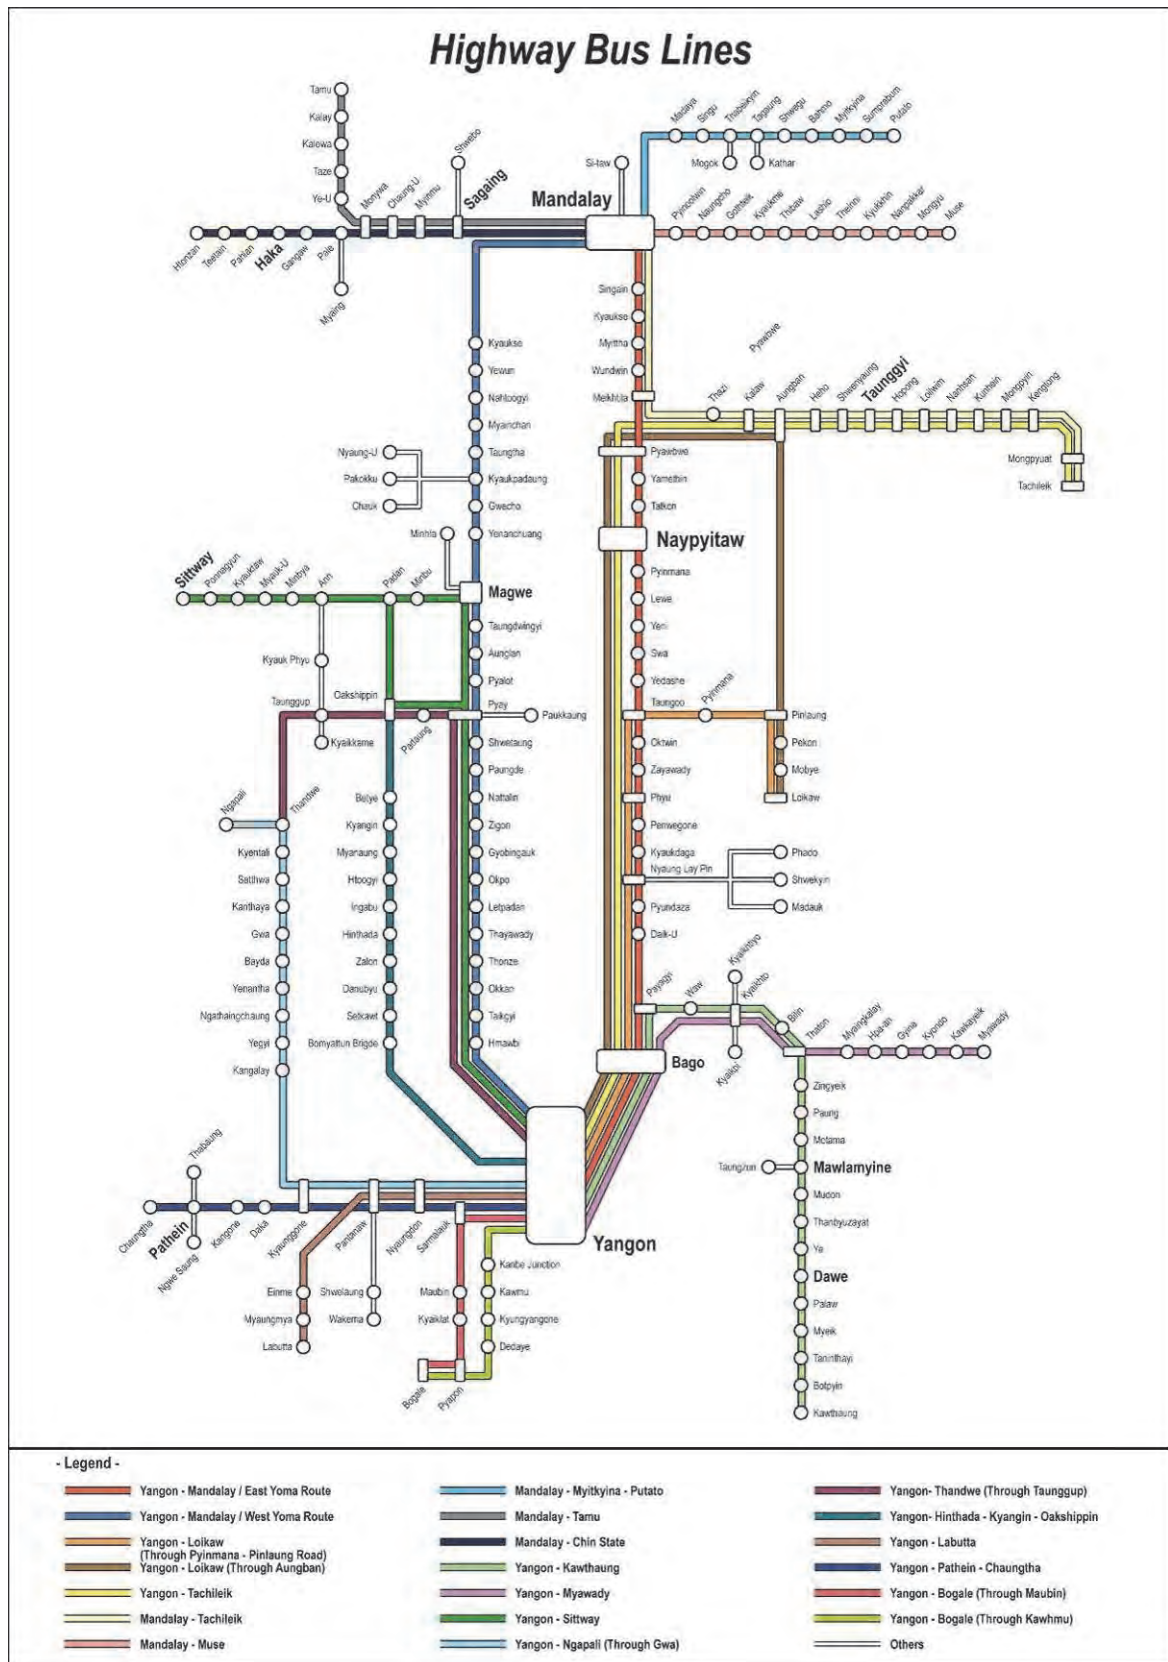 Highway Bus Lines
Tamu
Kalay
Kalewa
Taze
Ye-U
Monywa
Chaung-U
Myinmu
Shwebo
Sagaing
Si-taw
Mandalay
Madaya
Singu
Thabeikyin
Tagaung
Shwegu
Bahmo
Myitkyina
Sumprabum
Putato
Mogok
Kathar
Pyinoolwin
Naungcho
Gothteik
Kyaukme
Thibaw
Lashio
Theinni
Kyukkhin
Nanpakkar
Mongyu
Muse
Htonzan
Teetain
Pahlan
Haka
Gangaw
Pale
Myaing
Singain
Kyaukse
Myittha
Wundwin
Meikhtila
Kyaukse
Yewun
Nahtoogyi
Myainchan
Taungtha
Kyaukpadaung
Gwecho
Yenanchuang
Nyaung-U
Pakokku
Chauk
Minhla
Magwe
Pyawbwe
Thazi
Kalaw
Aungban
Heho
Shwenyaung
Taunggyi
Hopong
Loilwim
Nanhsan
Kunhein
Mongpyin
Kengtong
Mongpyuat
Tachileik
Pyawbwe
Yamethin
Tatkon
Naypyitaw
Pyinmana
Lewe
Yeni
Swa
Yedashe
Taungoo
Pyinmana
Pinlaung
Pekon
Mobye
Loikaw
Oktwin
Zayawady
Phyu
Penwegone
Kyaukdaga
Nyaung Lay Pin
Phado
Shwekyin
Madauk
Pyundaza
Daik-U
Sittway
Ponnagyun
Kyauktaw
Myauk-U
Minbya
Ann
Padan
Minbu
Kyauk Phyu
Taunggup
Kyaikkame
Oakshippin
Padaung
Taungdwingyi
Aunglan
Pyalot
Pyay
Paukkaung
Shwetaung
Paungde
Nattalin
Zigon
Gyobingauk
Okpo
Letpadan
Thayawady
Thonze
Okkan
Taikgyi
Hmawbi
Betye
Kyangin
Myanaung
Htoogyi
Ingabu
Hinthada
Zalon
Danubyu
Setkawt
Bomyattun Brigde
Ngapali
Thandwe
Kyentali
Satthwa
Kanthaya
Gwa
Bayda
Yenantha
Ngathaingchaung
Yegyi
Kangalay
Payagyi
Waw
Kyaikhtiyo
Kyaikhto
Kyaikpi
Bilin
Thaton
Myaingkalay
Hpa-an
Gyina
Kyondo
Kawkayeik
Myawady
Bago
Zingyeik
Paung
Motama
Taungzun
Mawlamyine
Mudon
Thanbyuzayat
Ye
Dawe
Palaw
Myeik
Taninthayi
Botpyin
Kawthaung
Yangon
Thabaung
Chaungtha
Pathein
Ngwe Saung
Kangone
Daka
Kyaunggone
Pantanaw
Nyaungdon
Sarmalauk
Einme
Myaungmya
Labutta
Shwelaung
Wakema
Maubin
Kyaiklat
Bogale
Pyapon
Kanbe Junction
Kawmu
Kyungyangone
Dedaye
- Legend -
Yangon - Mandalay / East Yoma Route
Yangon - Mandalay / West Yoma Route
Yangon - Loikaw
(Through Pyinmana - Pinlaung Road)
Yangon - Loikaw (Through Aungban)
Yangon - Tachileik
Mandalay - Tachileik
Mandalay - Muse
Mandalay - Myitkyina - Putato
Mandalay - Tamu
Mandalay - Chin State
Yangon - Kawthaung
Yangon - Myawady
Yangon - Sittway
Yangon - Ngapali (Through Gwa)
Yangon- Thandwe (Through Taunggup)
Yangon- Hinthada - Kyangin - Oakshippin
Yangon - Labutta
Yangon - Pathein - Chaungtha
Yangon - Bogale (Through Maubin)
Yangon - Bogale (Through Kawhmu)
Others